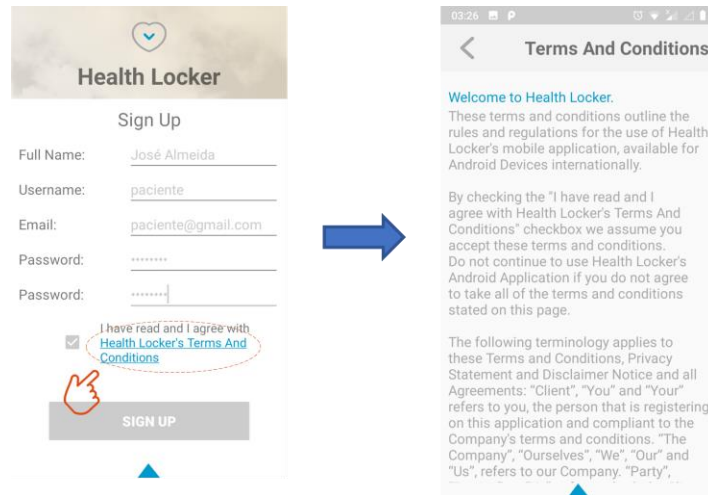 Health Locker
Sign Up
Full Name: José Almeida
Username: paciente
Email: paciente@gmail.com
Password: ••••••••
Password: ••••••••
I have read and I agree with
Health Locker's Terms And
Conditions
SIGN UP
03:26
Terms And Conditions
Welcome to Health Locker.
These terms and conditions outline the
rules and regulations for the use of Health
Locker's mobile application, available for
Android Devices internationally.
By checking the "I have read and I
agree with Health Locker's Terms And
Conditions" checkbox we assume you
accept these terms and conditions.
Do not continue to use Health Locker's
Android Application if you do not agree
to take all of the terms and conditions
stated on this page.
The following terminology applies to
these Terms and Conditions, Privacy
Statement and Disclaimer Notice and all
Agreements: "Client", "You" and "Your"
refers to you, the person that is registering
on this application and compliant to the
Company's terms and conditions. "The
Company", "Ourselves", "We", "Our" and
"Us", refers to our Company. "Party",